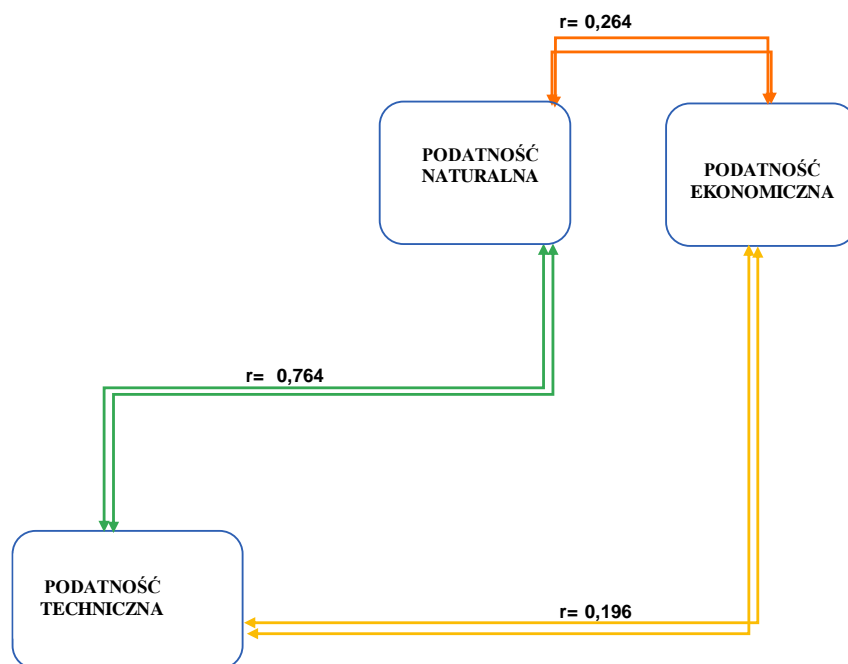 r= 0,264
PODATNOŚĆ
NATURALNA
PODATNOŚĆ
EKONOMICZNA
r= 0,764
PODATNOŚĆ
TECHNICZNA
r= 0,196